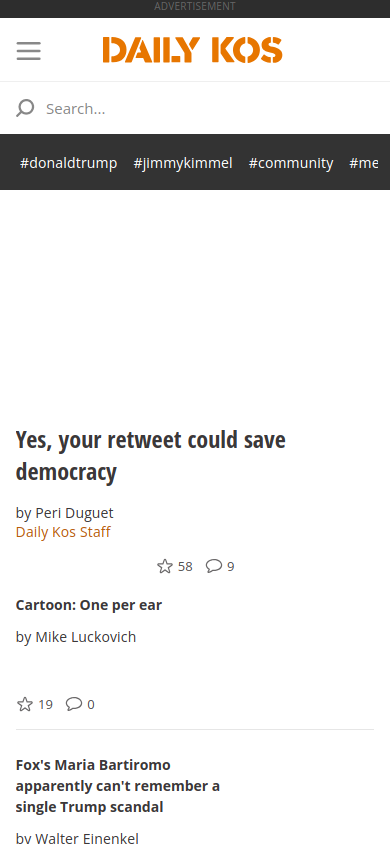 ADVERTISEMENT
DAILY KOS
Search...
#donaldtrump #jimmykimmel #community #me
Yes, your retweet could save
democracy
by Peri Duguet
Daily Kos Staff
58 9
Cartoon: One per ear
by Mike Luckovich
19 0
Fox's Maria Bartiromo
apparently can't remember a
single Trump scandal
by Walter Einenkel